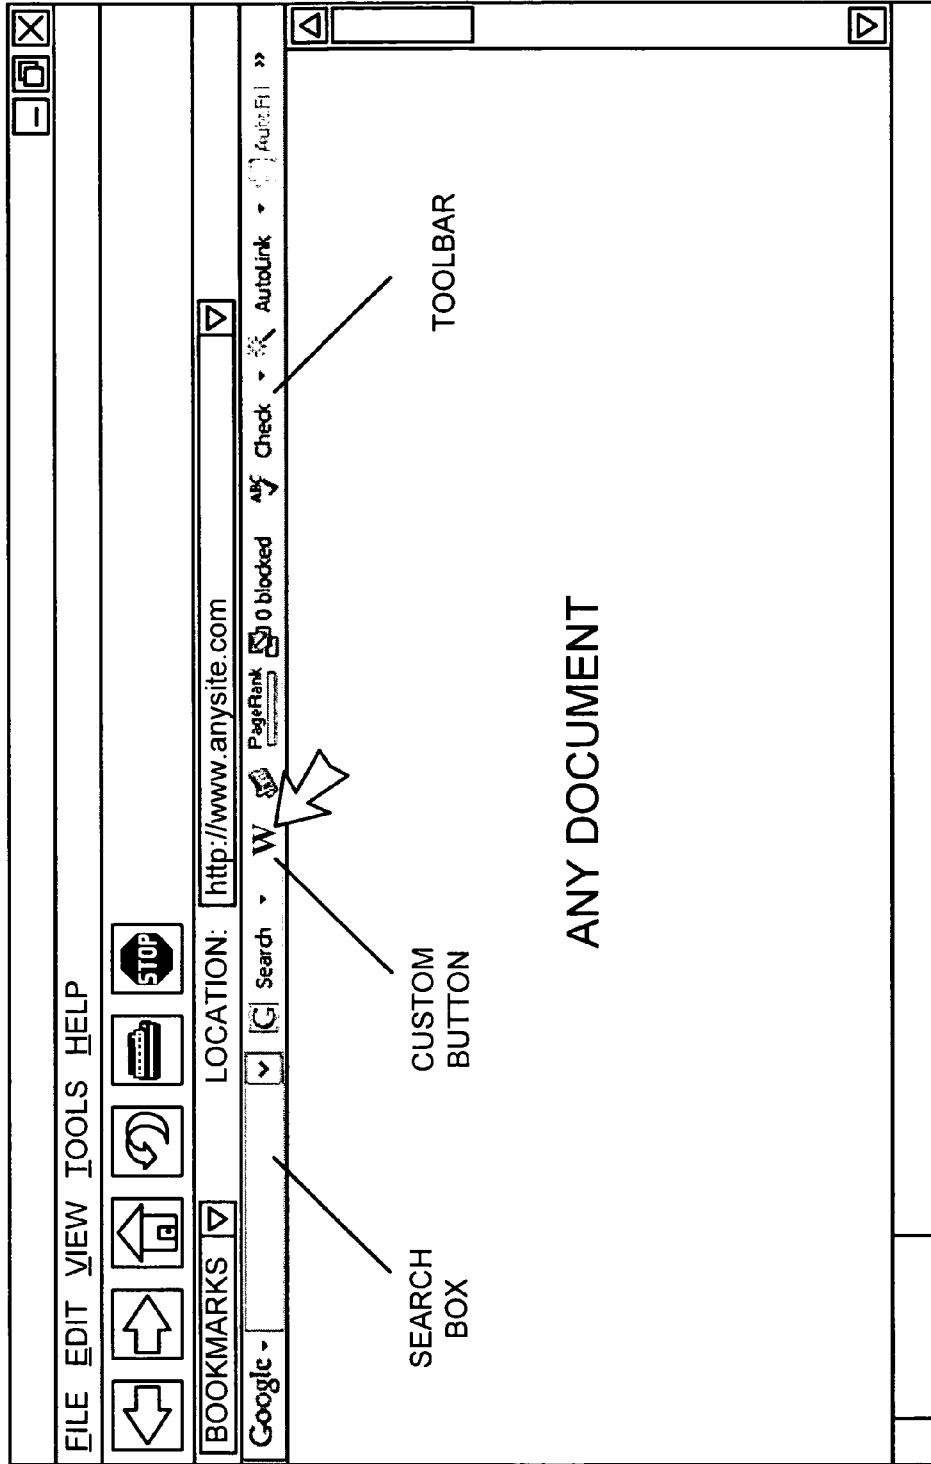 FILE EDIT VIEW TOOLS HELP
STOP
BOOKMARKS LOCATION: http://www.anysite.com
Google G Search W PageRank 0 blocked ABC Check AutoLink AutoFill »
SEARCH BOX
CUSTOM BUTTON
TOOLBAR
ANY DOCUMENT